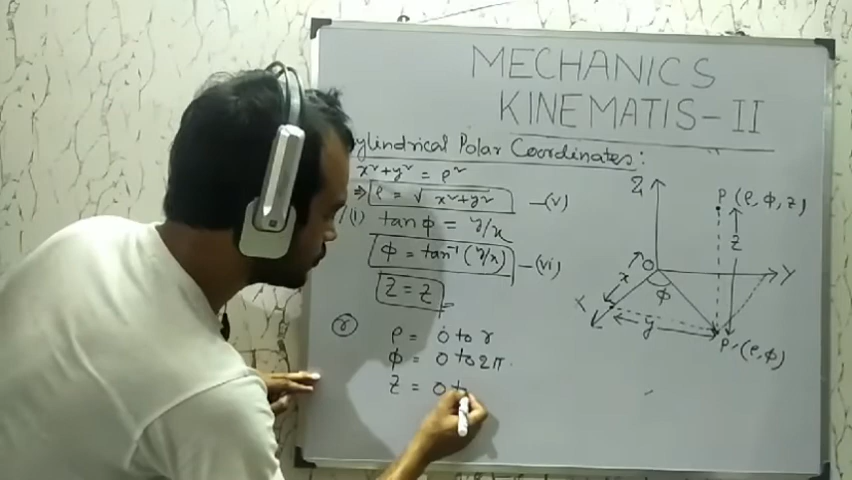 MECHANICS
KINEMATIS-II
ylindrical Polar Coordinates:
x²+y² = ρ²
⇒ ρ = √x²+y² —(v)
/(i) tanϕ = y/x
ϕ = tan⁻¹(y/x) —(vi)
Z = Z
(r)
ρ = 0 to r
ϕ = 0 to 2π.
Z = 0 t
Z
P (ρ, ϕ, z)
Z
O
Y
x
ϕ
X
y
P' (ρ, ϕ)